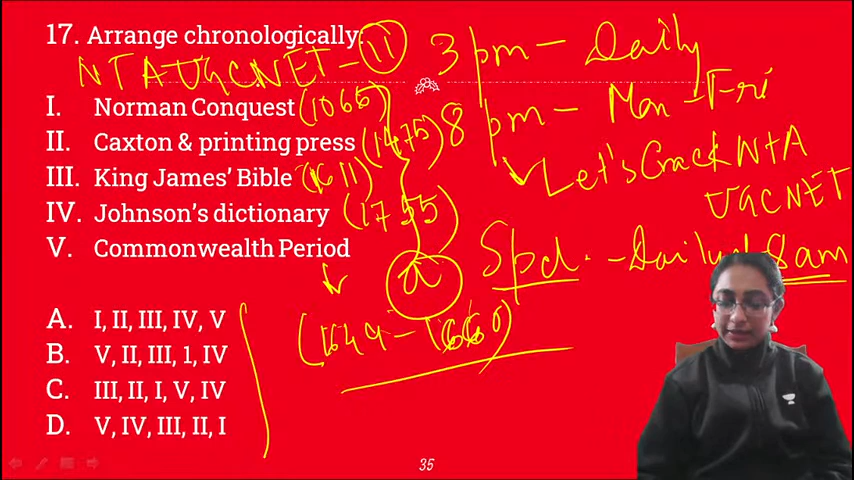 17. Arrange chronologically:
NTA UGC NET - 11
3 pm - Daily
I. Norman Conquest (1066)
8 pm - Mon - Fri
II. Caxton & printing press (1475)
Let's Crack NTA
UGC NET
III. King James’ Bible (1611)
IV. Johnson’s dictionary (1755)
V. Commonwealth Period
(1649 - 1660)
a
Spd. - Daily 8am
A. I, II, III, IV, V
B. V, II, III, 1, IV
C. III, II, I, V, IV
D. V, IV, III, II, I
35